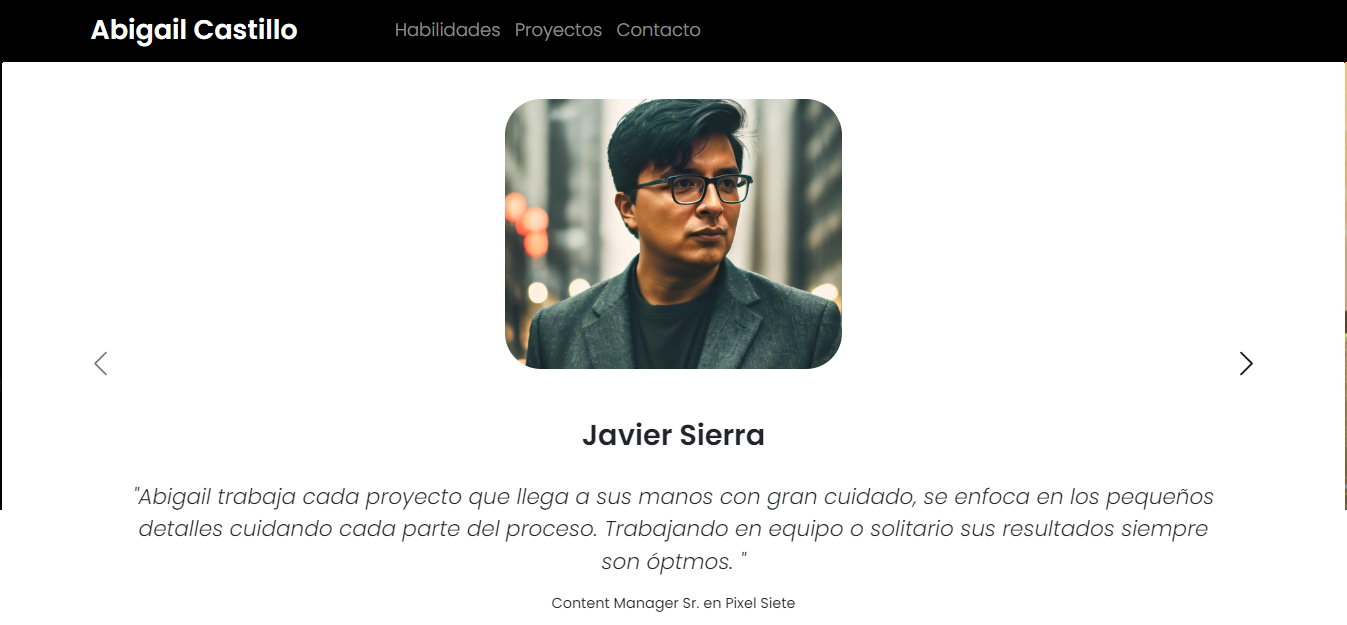 Abigail Castillo
Habilidades Proyectos Contacto
Javier Sierra
"Abigail trabaja cada proyecto que llega a sus manos con gran cuidado, se enfoca en los pequeños
detalles cuidando cada parte del proceso. Trabajando en equipo o solitario sus resultados siempre
son óptmos. "
Content Manager Sr. en Pixel Siete